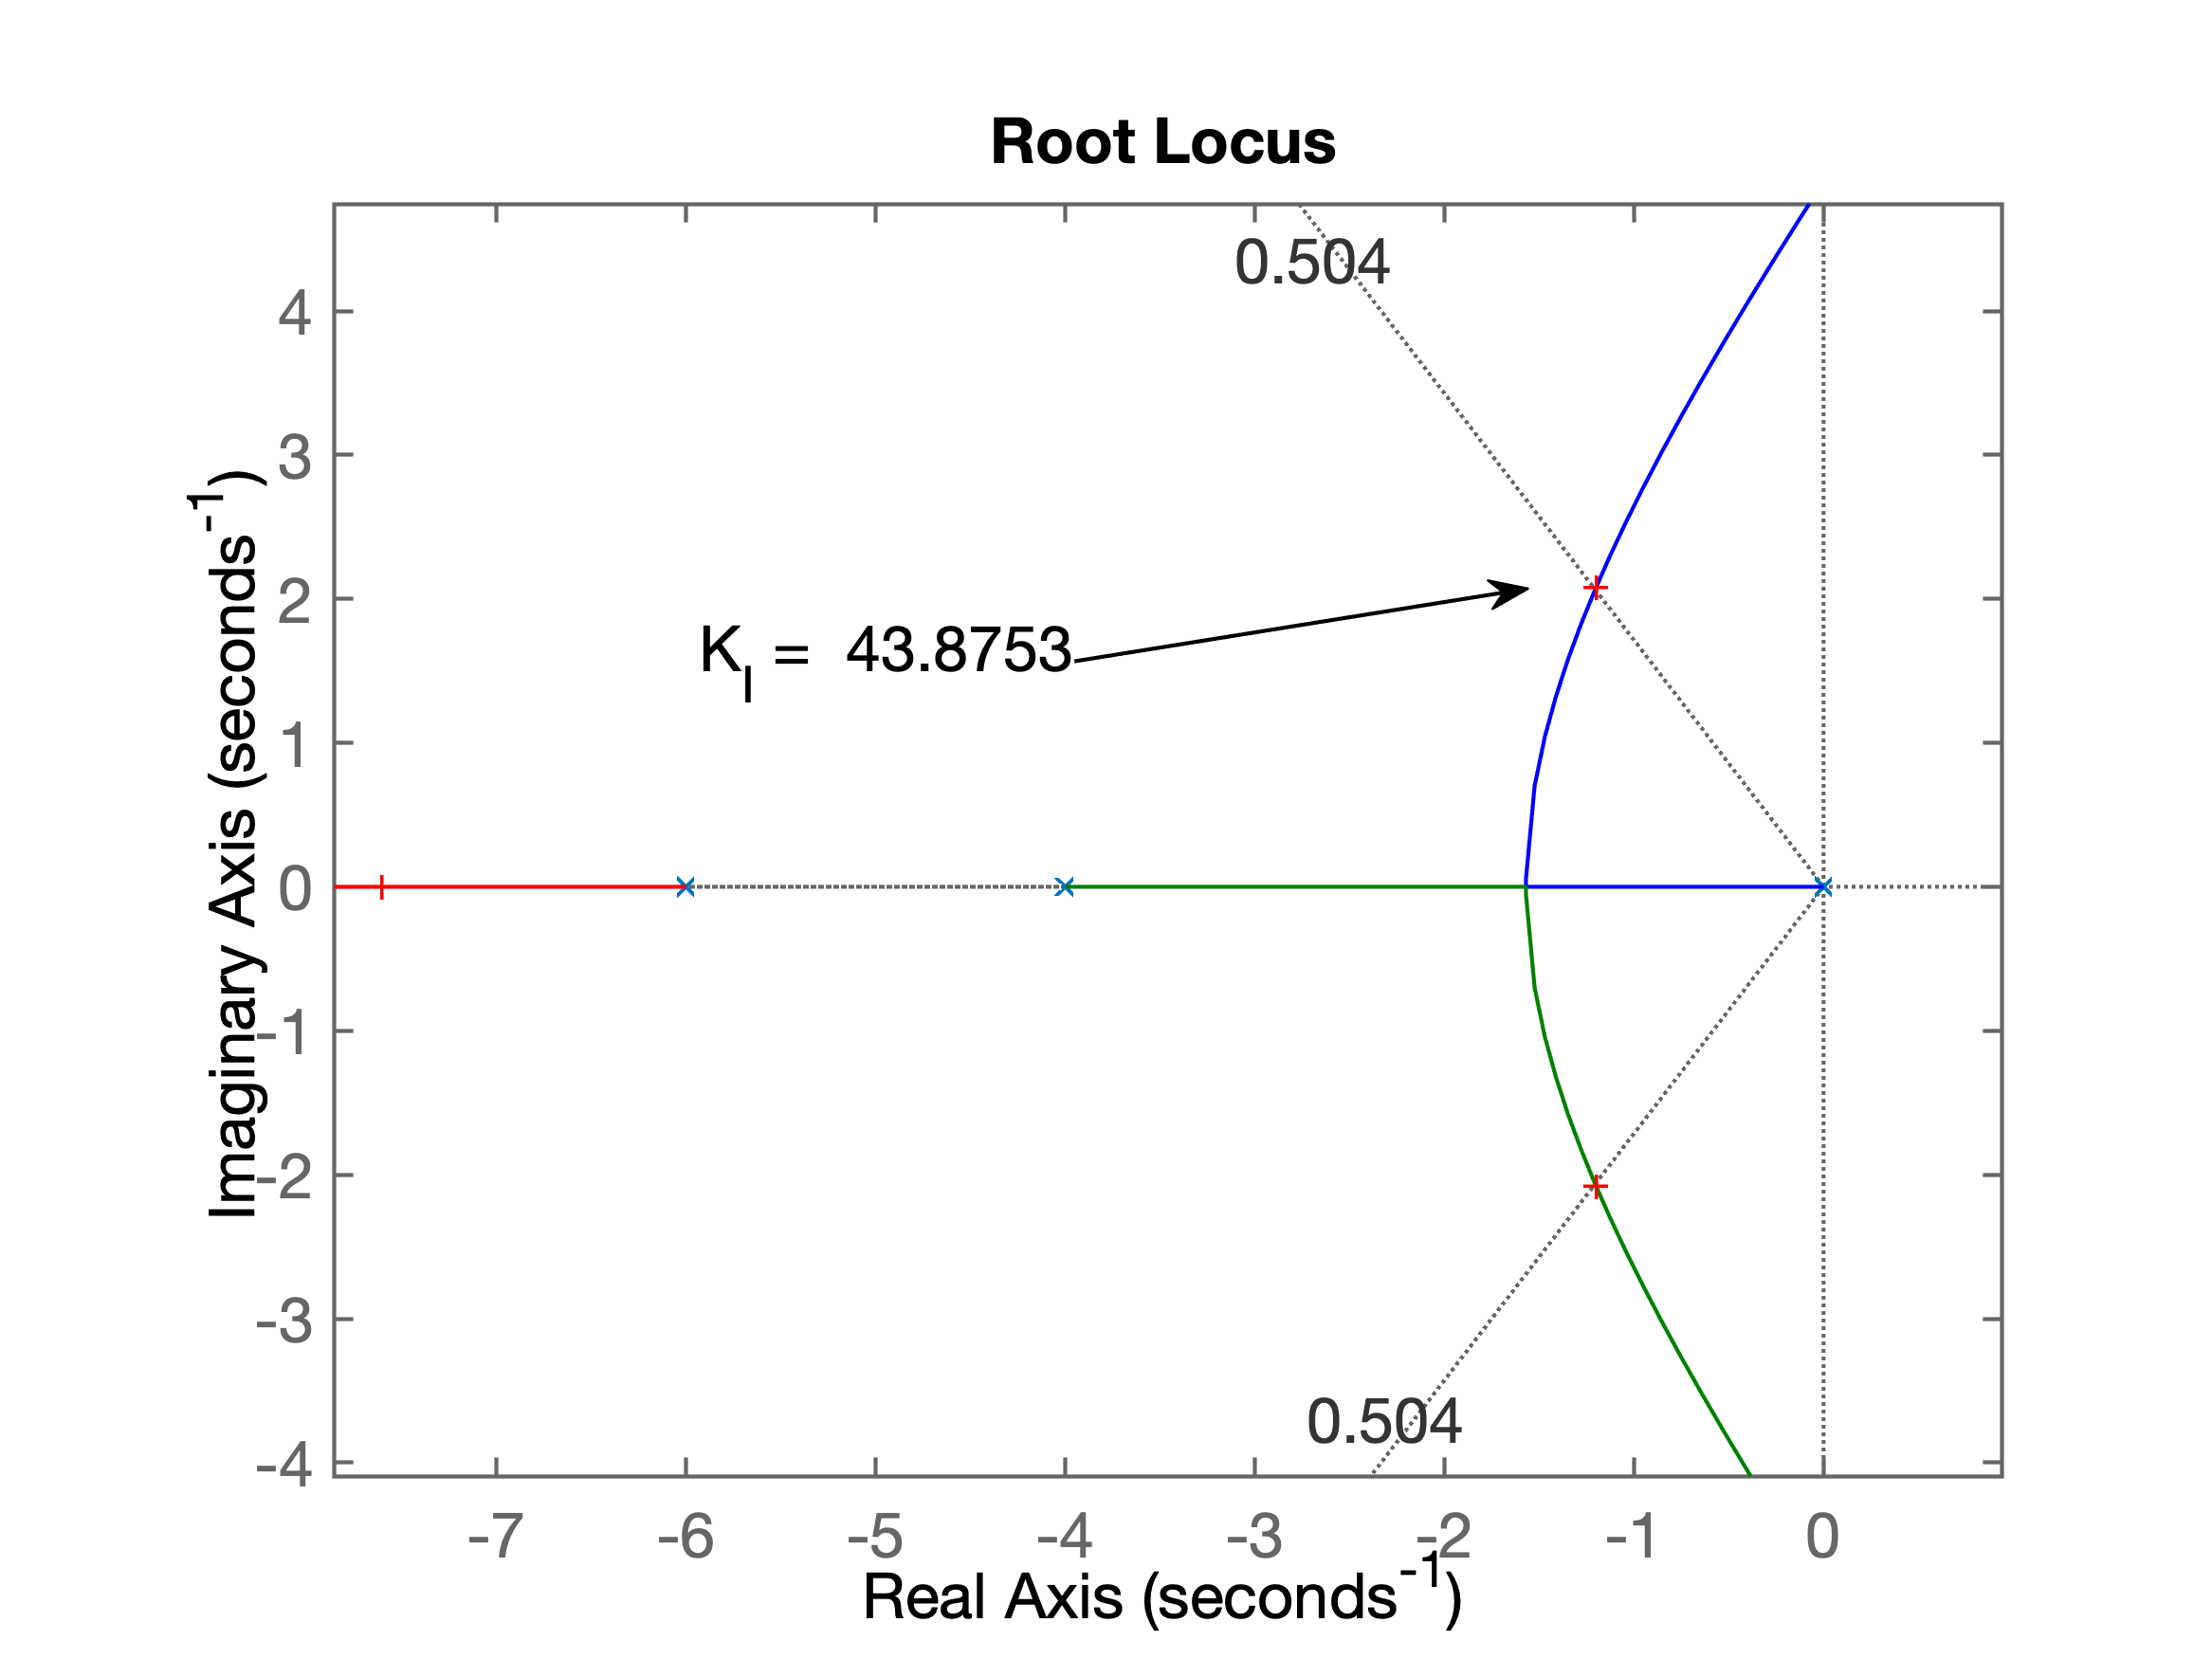 Root Locus
0.504
4
3
2
1
0
-1
-2
-3
-4
Imaginary Axis (seconds⁻¹)
K_I = 43.8753
0.504
-7 -6 -5 -4 -3 -2 -1 0
Real Axis (seconds⁻¹)